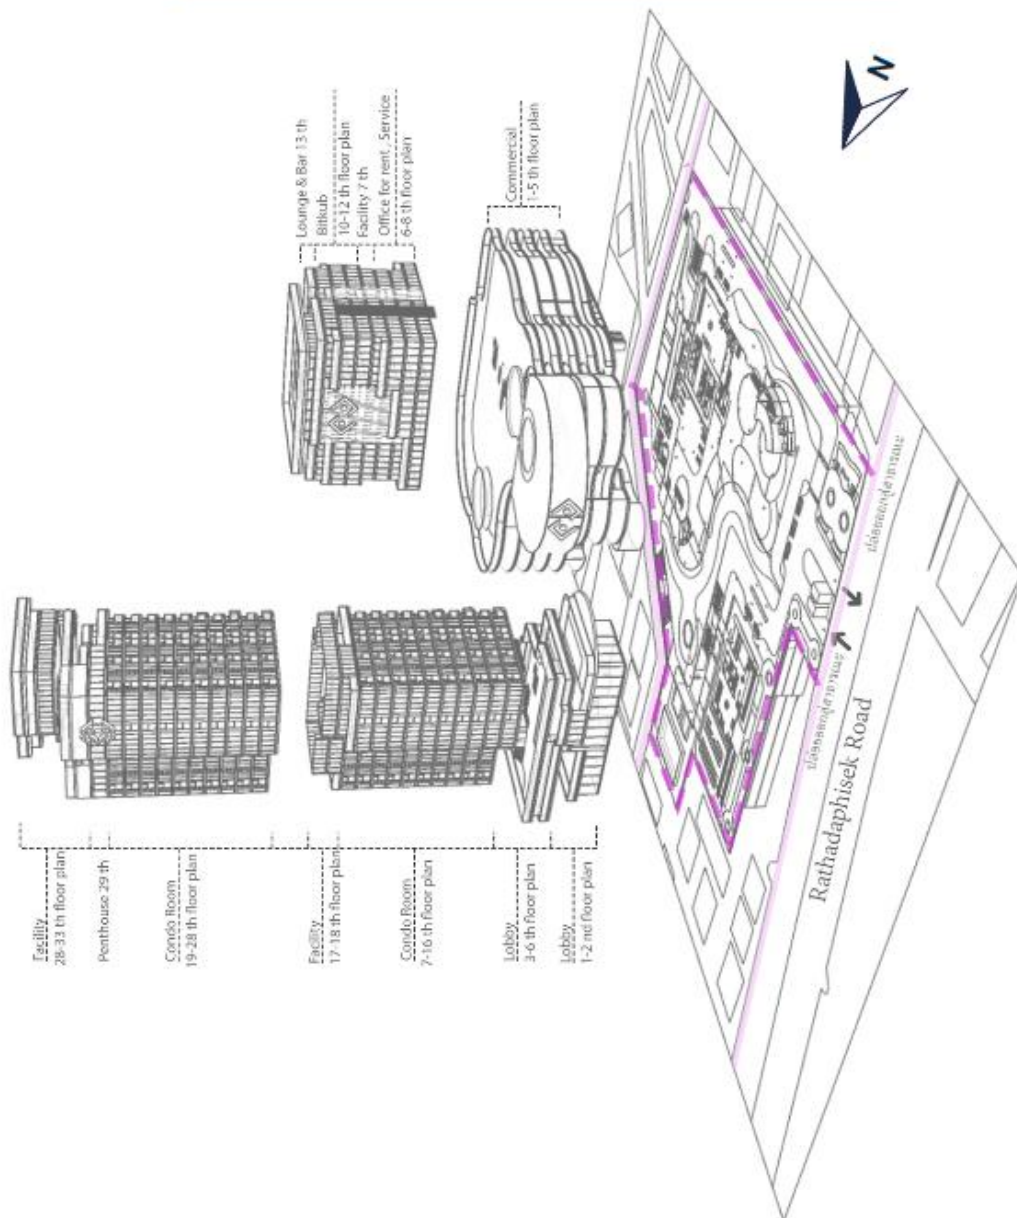 Facility
28-33 th floor plan
Penthouse 29 th
Condo Room
19-28 th floor plan
Facility
17-18 th floor plan
Condo Room
7-16 th floor plan
Lobby
3-6 th floor plan
Lobby
1-2 nd floor plan
Lounge & Bar 13 th
Bitkub
10-12 th floor plan
Facility 7 th
Office for rent , Service
6-8 th floor plan
Commercial
1-5 th floor plan
N
Rathadaphisek Road